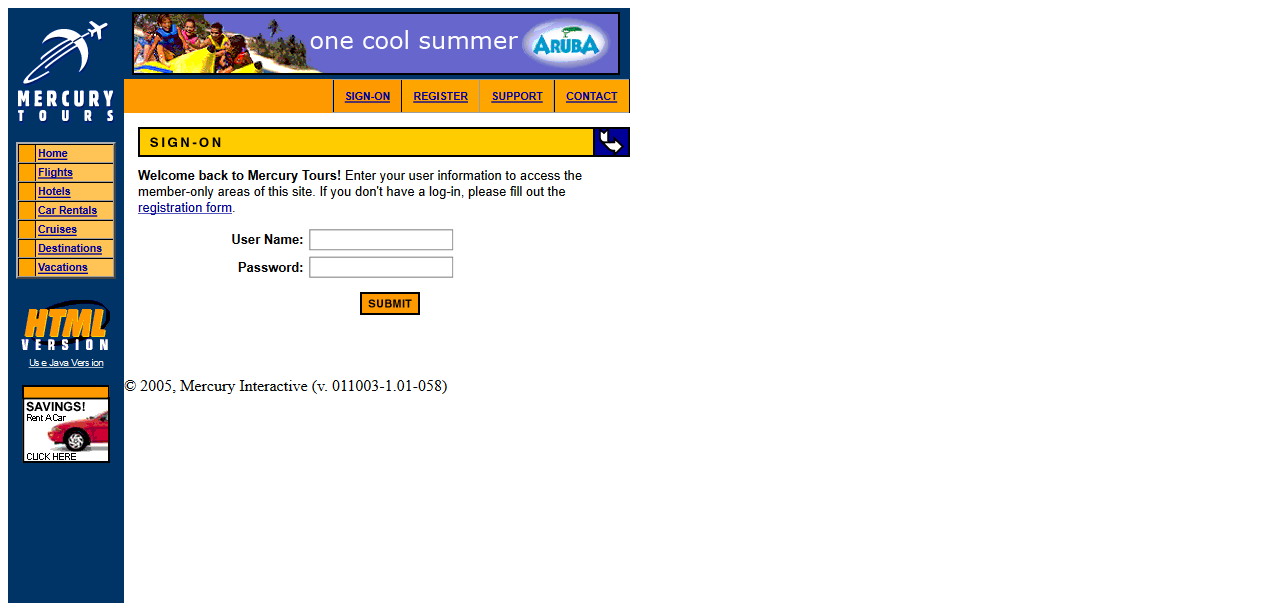 one cool summer
ARUBA
MERCURY
TOURS
SIGN-ON
REGISTER
SUPPORT
CONTACT
Home
Flights
Hotels
Car Rentals
Cruises
Destinations
Vacations
HTML
VERSION
Use Java Version
SAVINGS!
Rent A Car
CLICK HERE
SIGN-ON
Welcome back to Mercury Tours! Enter your user information to access the
member-only areas of this site. If you don't have a log-in, please fill out the
registration form.
User Name:
Password:
SUBMIT
© 2005, Mercury Interactive (v. 011003-1.01-058)